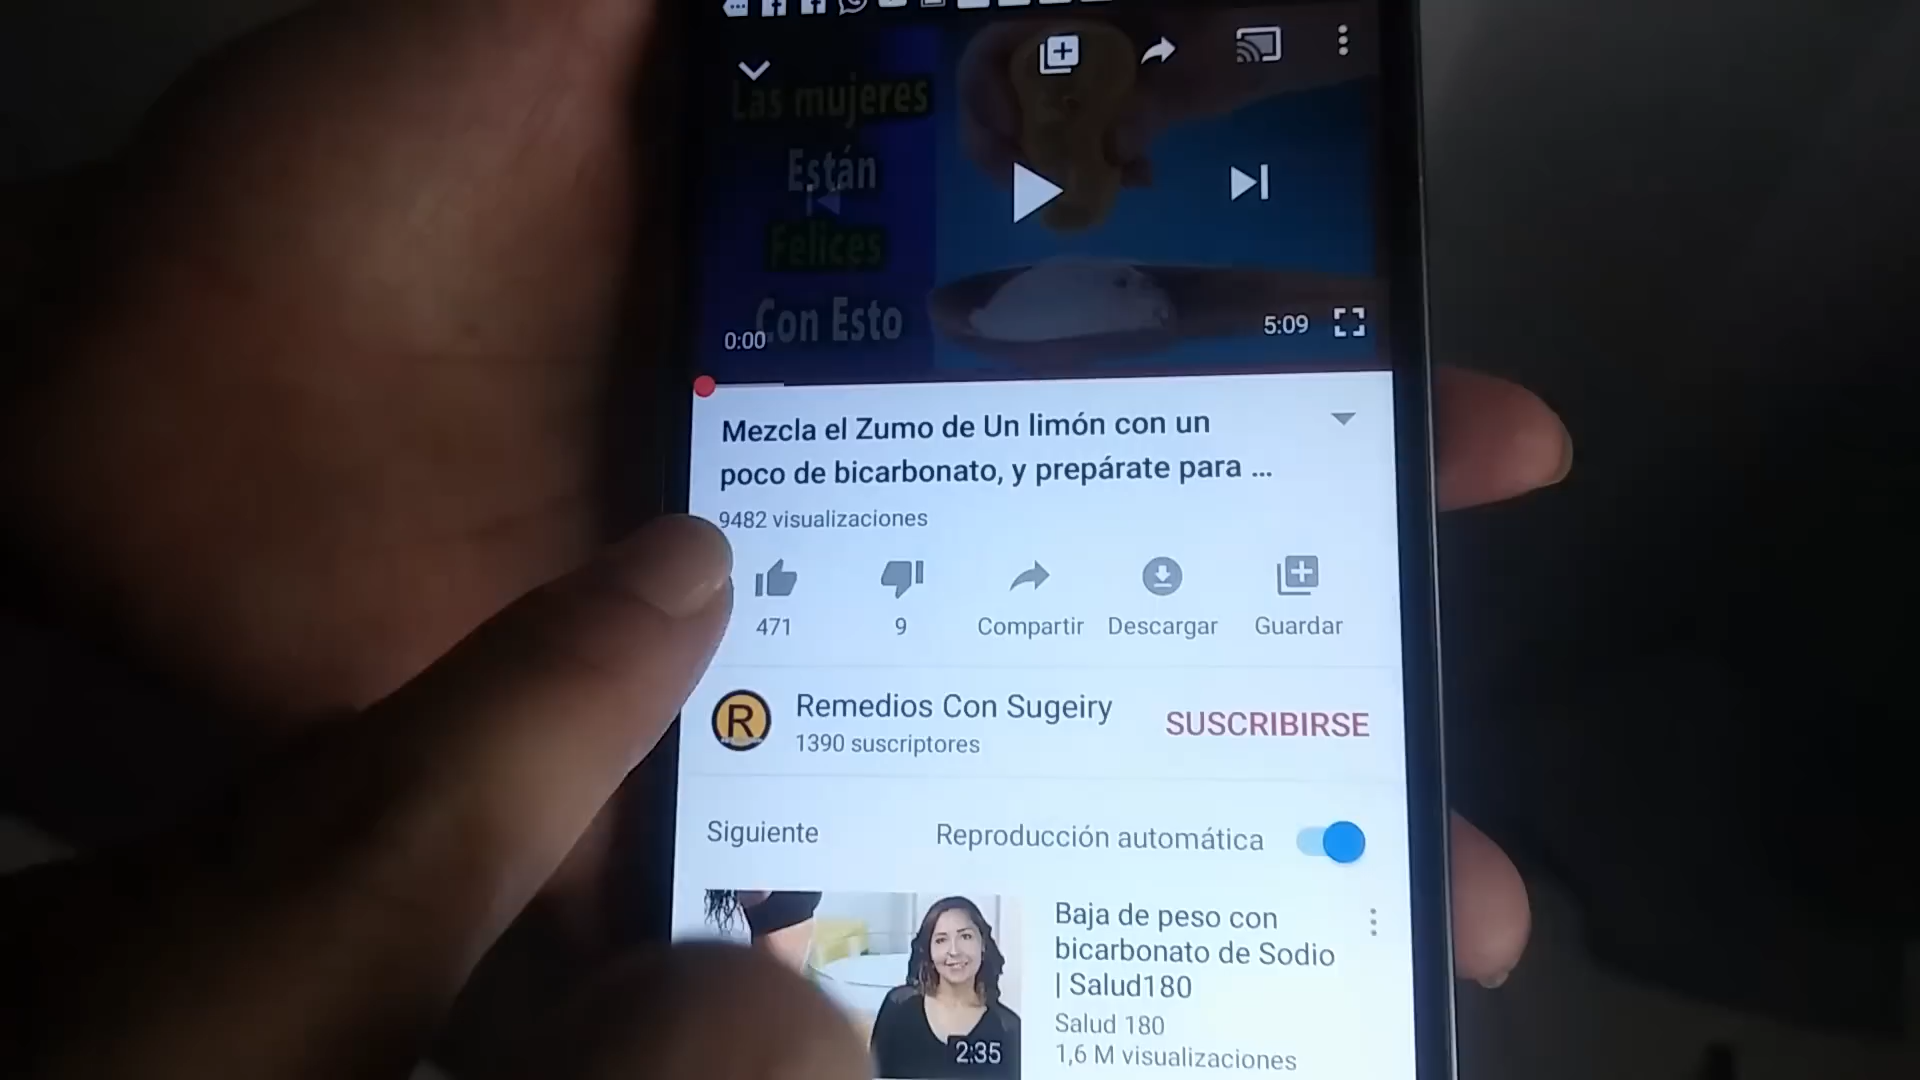 Las mujeres
Están
Felices
Con Esto
0:00
5:09
Mezcla el Zumo de Un limón con un
poco de bicarbonato, y prepárate para ...
9482 visualizaciones
471
9
Compartir
Descargar
Guardar
R
Remedios Con Sugeiry
1390 suscriptores
SUSCRIBIRSE
Siguiente
Reproducción automática
Baja de peso con
bicarbonato de Sodio
| Salud180
Salud 180
1,6 M visualizaciones
2:35